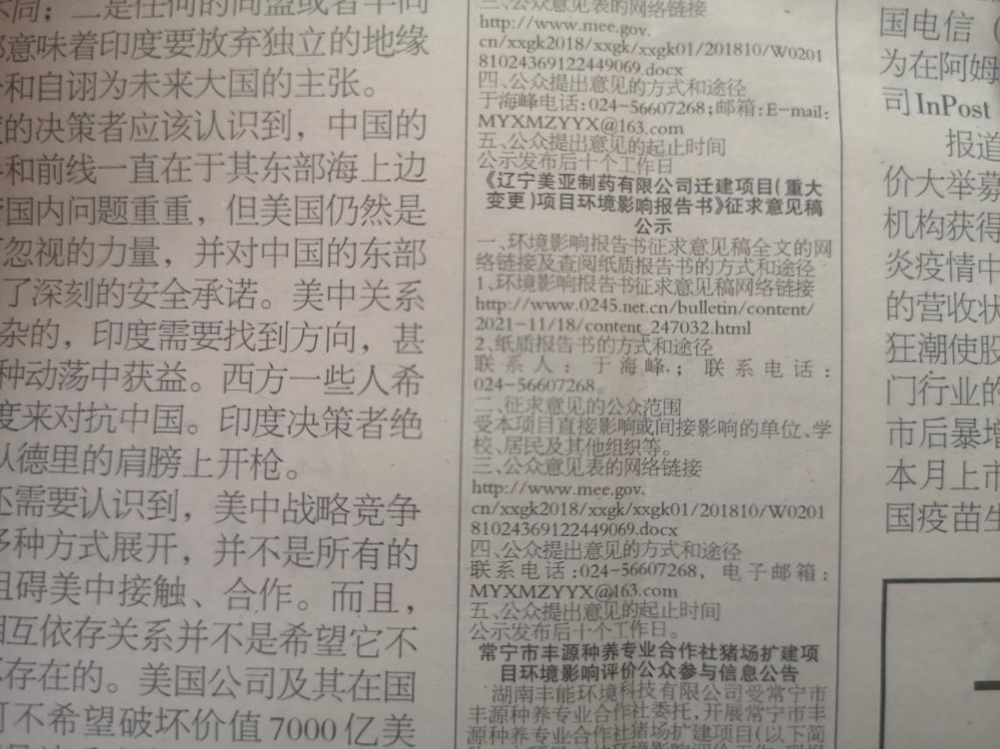 不同；二是任何的同盟或者军
意味着印度要放弃独立的地缘
和自诩为未来大国的主张。
的决策者应该认识到，中国的
和前线一直在于其东部海上边
国内问题重重，但美国仍然是
忽视的力量，并对中国的东部
了深刻的安全承诺。美中关系
杂的，印度需要找到方向，甚
种动荡中获益。西方一些人希
度来对抗中国。印度决策者绝
从德里的肩膀上开枪。
还需要认识到，美中战略竞争
多种方式展开，并不是所有的
阻碍美中接触、合作。而且，
相互依存关系并不是希望它不
存在的。美国公司及其在国
不希望破坏价值7000亿美
三、公众意见表的网络链接
http://www.mee.gov.
cn/xxgk2018/xxgk/xxgk01/201810/W0201
81024369122449069.docx
四、公众提出意见的方式和途径
于海峰电话:024-56607268;邮箱:E-mail:
MYXMZYYX@163.com
五、公众提出意见的起止时间
公示发布后十个工作日
《辽宁美亚制药有限公司迁建项目(重大
变更)项目环境影响报告书》征求意见稿
公示
一、环境影响报告书征求意见稿全文的网
络链接及查阅纸质报告书的方式和途径
1、环境影响报告书征求意见稿网络链接
http://www.0245.net.cn/bulletin/content/
2021-11/18/content_247032.html
2、纸质报告书的方式和途径
联系人：于海峰.；联系电话：
024-56607268。
二、征求意见的公众范围
受本项目直接影响或间接影响的单位、学
校、居民及其他组织等。
三、公众意见表的网络链接
http://www.mee.gov.
cn/xxgk2018/xxgk/xxgk01/201810/W0201
81024369122449069.docx
四、公众提出意见的方式和途径
联系电话:024-56607268，电子邮箱:
MYXMZYYX@163.com
五、公众提出意见的起止时间
公示发布后十个工作日。
常宁市丰源种养专业合作社猪场扩建项
目环境影响评价公众参与信息公告
湖南丰能环境科技有限公司受常宁市
丰源种养专业合作社委托,开展常宁市丰
源种养专业合作社猪场扩建项目(以下简
国电信（
为在阿姆
司InPost
报道
价大举募
机构获得
炎疫情中
的营收状
狂潮使股
门行业的
市后暴增
本月上市
国疫苗生